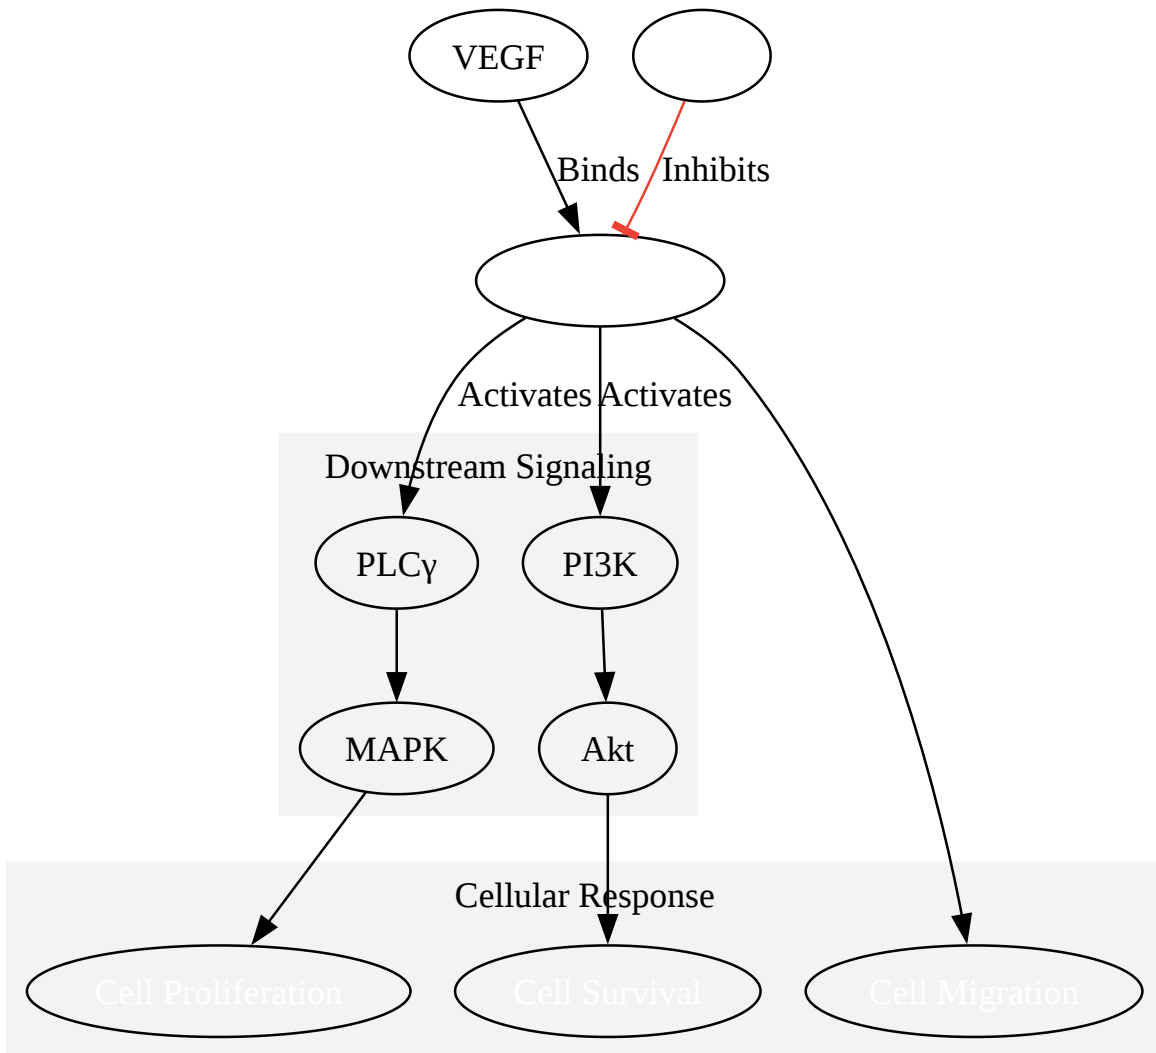 VEGF
Binds
Inhibits
Activates
Activates
Downstream Signaling
PLCγ
PI3K
MAPK
Akt
Cellular Response
Cell Proliferation
Cell Survival
Cell Migration